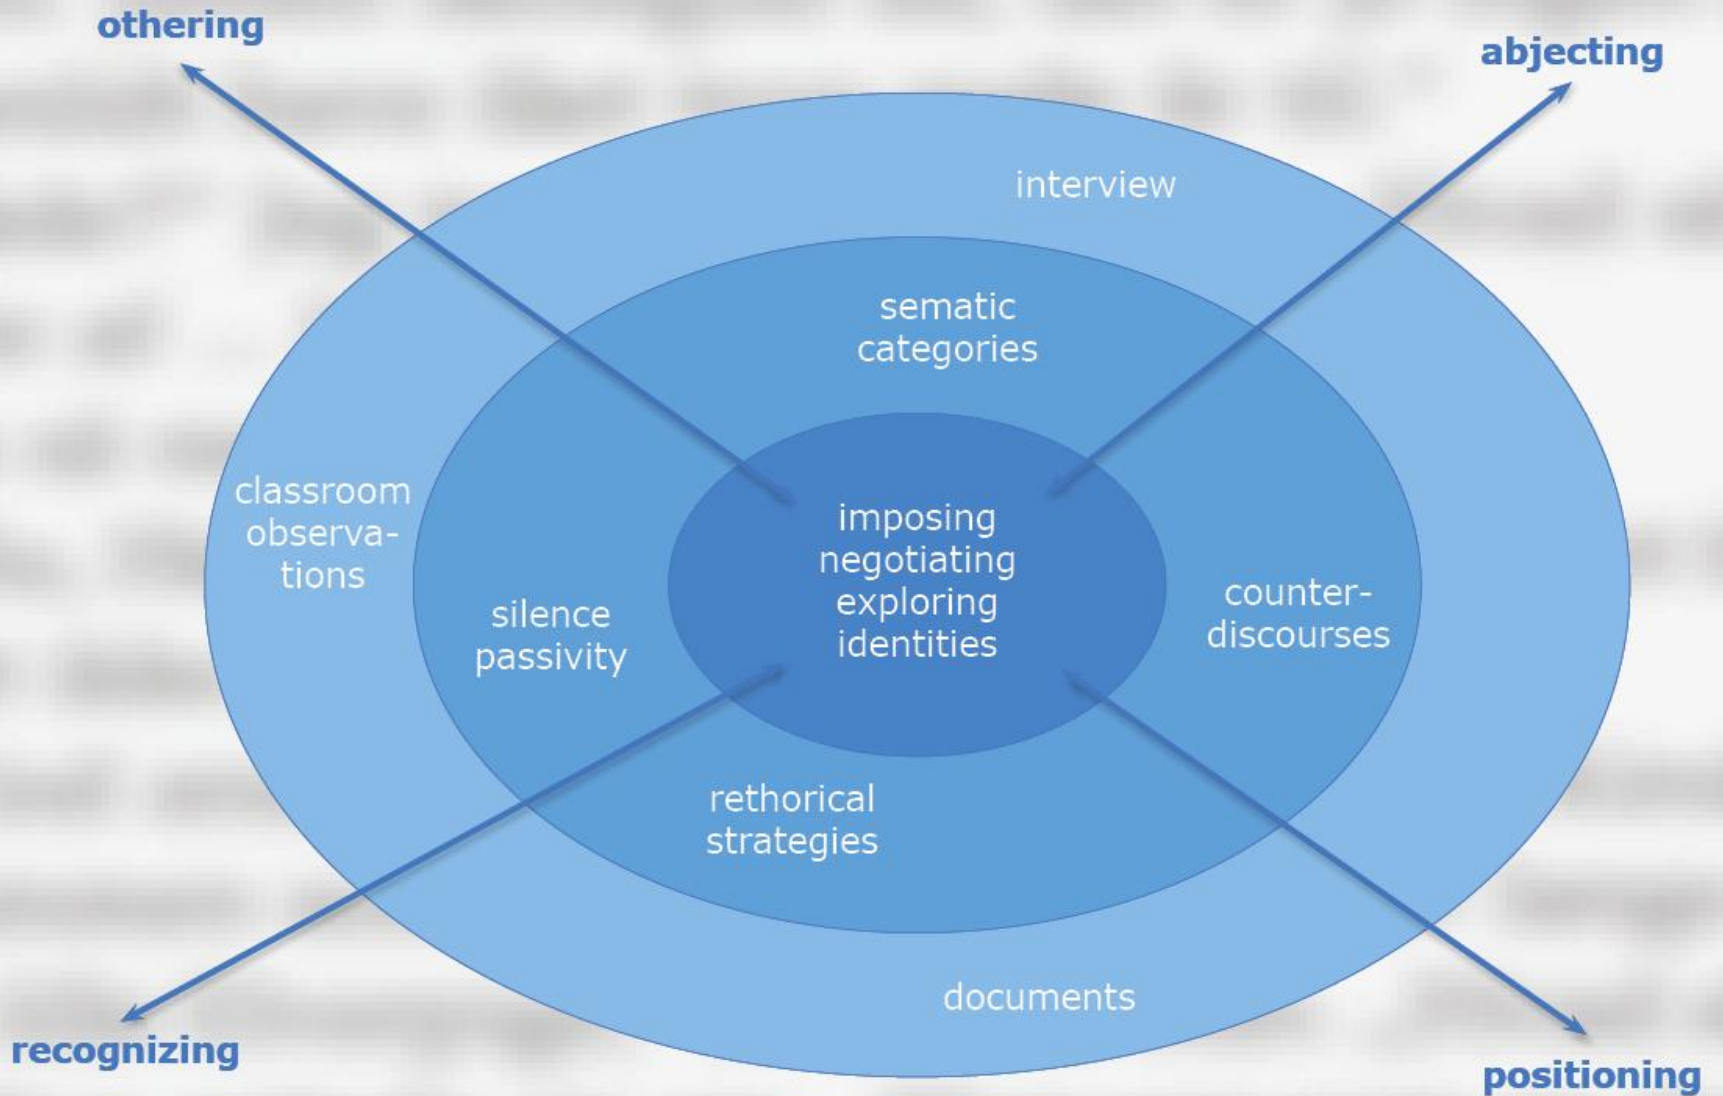 othering
abjecting
interview
sematic
categories
classroom
observa-
tions
imposing
negotiating
exploring
identities
silence
passivity
counter-
discourses
rethorical
strategies
documents
recognizing
positioning